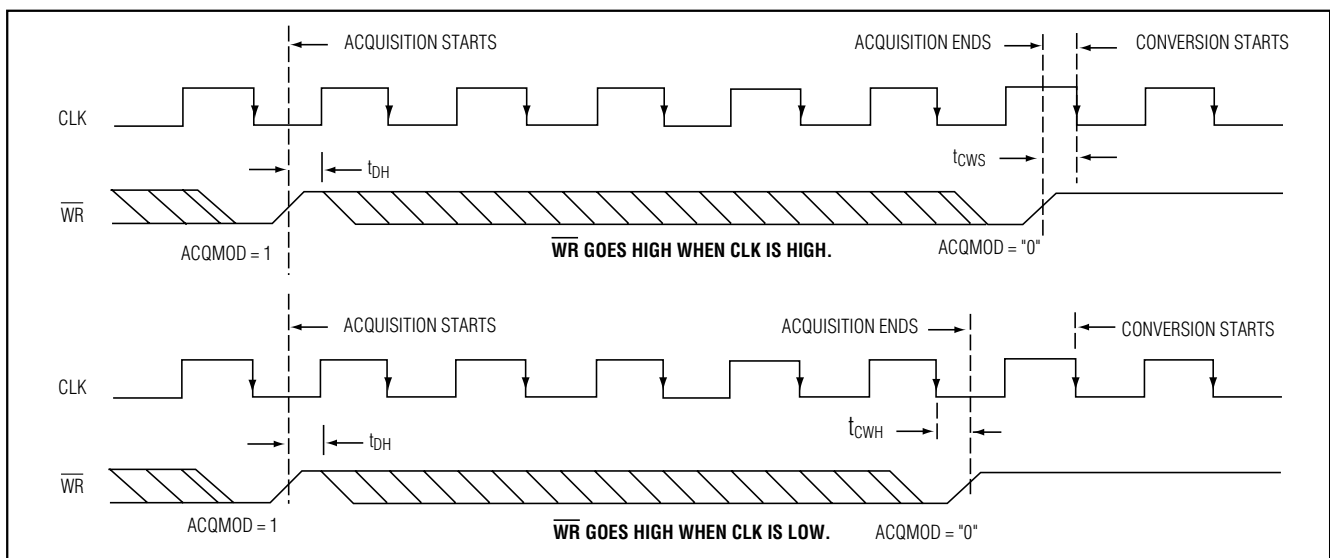 ACQUISITION STARTS
ACQUISITION ENDS
CONVERSION STARTS
CLK
tDH
tCWS
WR
ACQMOD = 1
WR GOES HIGH WHEN CLK IS HIGH.
ACQMOD = "0"
ACQUISITION STARTS
ACQUISITION ENDS
CONVERSION STARTS
CLK
tDH
tCWH
WR
ACQMOD = 1
WR GOES HIGH WHEN CLK IS LOW.
ACQMOD = "0"